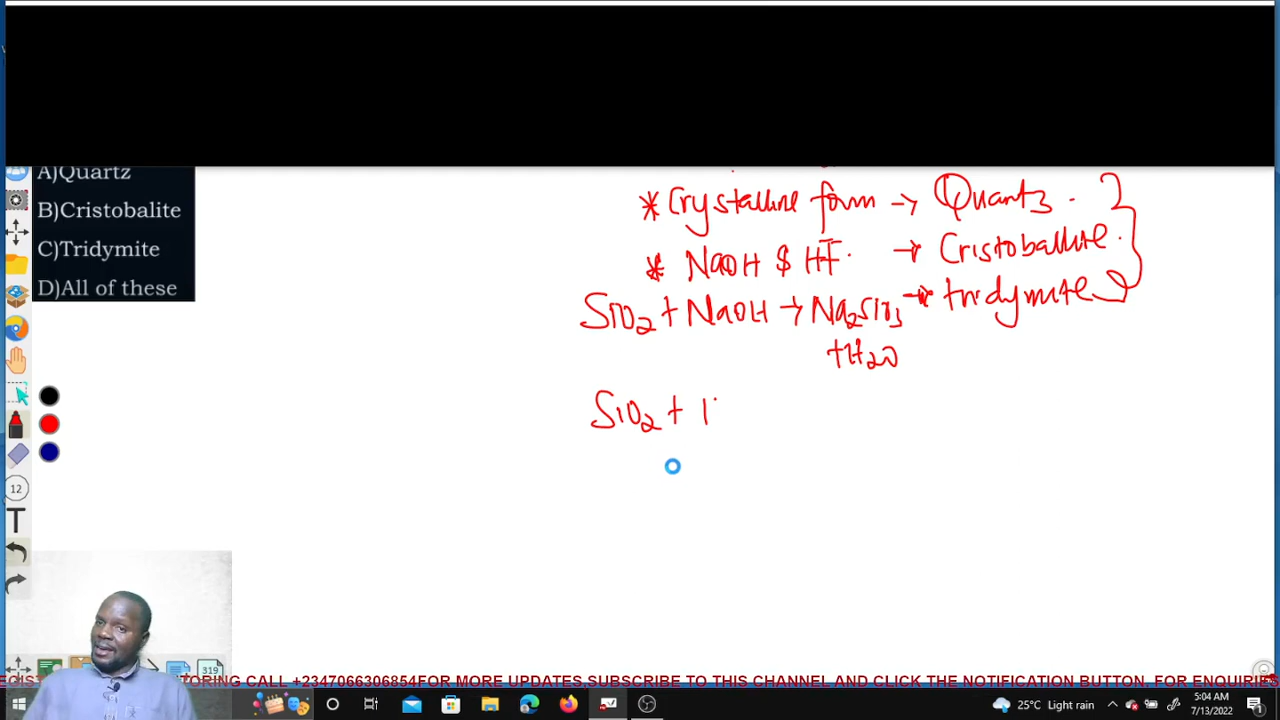 A)Quartz
B)Cristobalite
C)Tridymite
D)All of these
* Crystalline form → Quartz.
* NaOH $ HF. → Cristoballite.
→ tridymite
SiO2 + NaOH → Na2SiO3
+H2O
SiO2 +
12
T
319
TORING CALL +2347066306854FOR MORE UPDATES,SUBSCRIBE TO THIS CHANNEL AND CLICK THE NOTIFICATION BUTTON, FOR ENQUIRIES
25°C Light rain
5:04 AM
7/13/2022